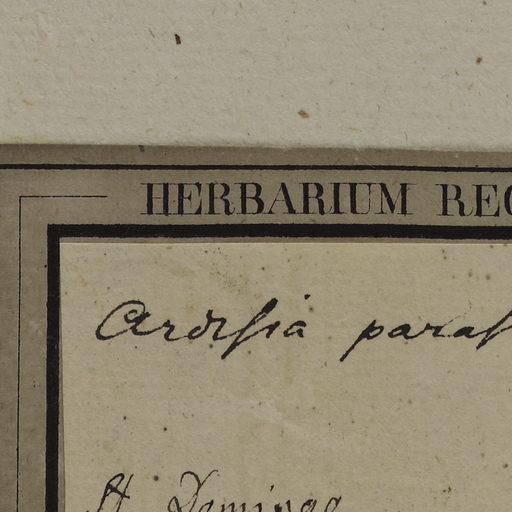 HERBARIUM REG
Ardisia paras
St Domingo